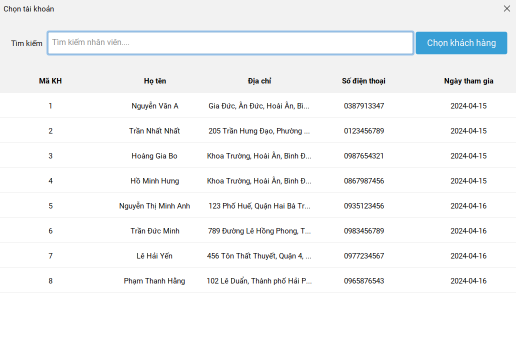 Chọn tài khoản
Tìm kiếm Tìm kiếm nhân viên.... Chọn khách hàng
Mã KH Họ tên Địa chỉ Số điện thoại Ngày tham gia
1 Nguyễn Văn A Gia Đức, Ân Đức, Hoài Ân, Bì... 0387913347 2024-04-15
2 Trần Nhất Nhất 205 Trần Hưng Đạo, Phường ... 0123456789 2024-04-15
3 Hoàng Gia Bo Khoa Trường, Hoài Ân, Bình Đ... 0987654321 2024-04-15
4 Hồ Minh Hưng Khoa Trường, Hoài Ân, Bình Đ... 0867987456 2024-04-15
5 Nguyễn Thị Minh Anh 123 Phố Huế, Quận Hai Bà Tr... 0935123456 2024-04-16
6 Trần Đức Minh 789 Đường Lê Hồng Phong, T... 0983456789 2024-04-16
7 Lê Hải Yến 456 Tôn Thất Thuyết, Quận 4, ... 0977234567 2024-04-16
8 Phạm Thanh Hằng 102 Lê Duẩn, Thành phố Hải P... 0965876543 2024-04-16